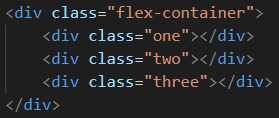 <div class="flex-container">
    <div class="one"></div>
    <div class="two"></div>
    <div class="three"></div>
</div>